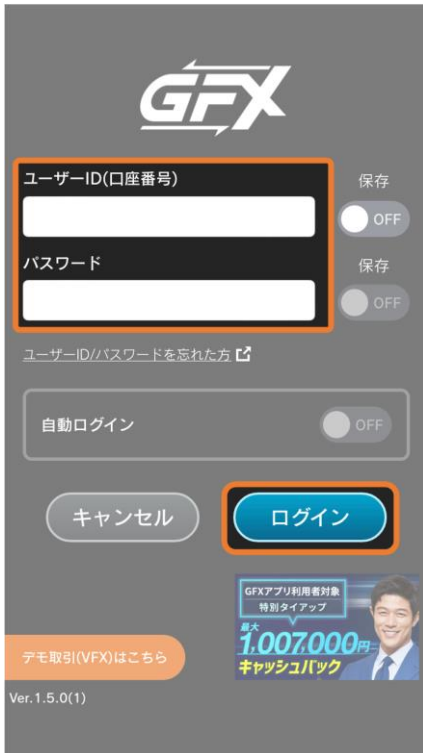 GFX
ユーザーID(口座番号)
保存
OFF
パスワード
保存
OFF
ユーザーID/パスワードを忘れた方
自動ログイン
OFF
キャンセル
ログイン
GFXアプリ利用者対象
特別タイアップ
最大
1,007,000円
キャッシュバック
デモ取引(VFX)はこちら
Ver.1.5.0(1)